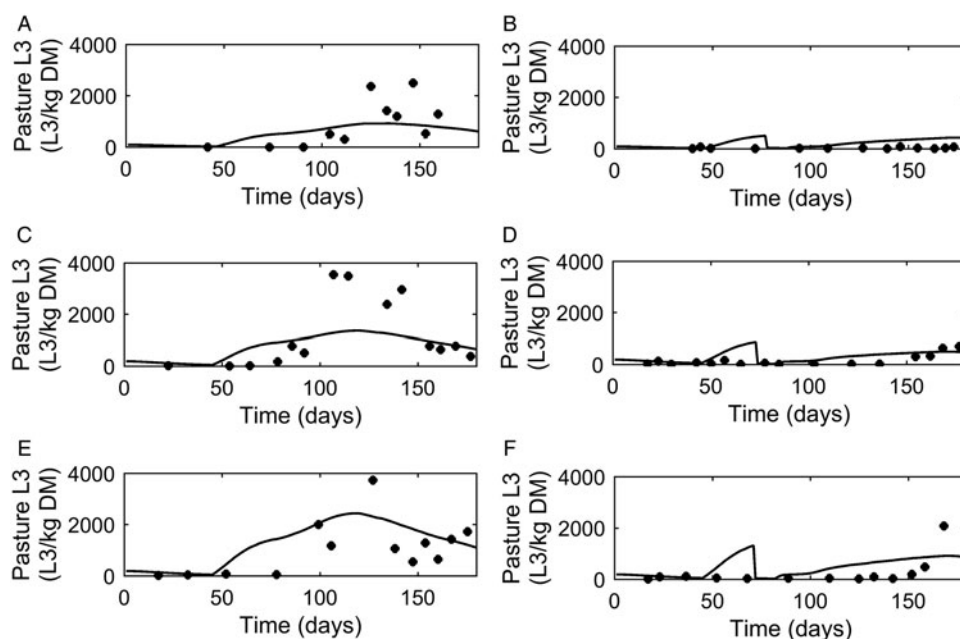 A
Pasture L3
(L3/kg DM)
4000
2000
0
0 50 100 150
Time (days)
B
Pasture L3
(L3/kg DM)
4000
2000
0
0 50 100 150
Time (days)
C
Pasture L3
(L3/kg DM)
4000
2000
0
0 50 100 150
Time (days)
D
Pasture L3
(L3/kg DM)
4000
2000
0
0 50 100 150
Time (days)
E
Pasture L3
(L3/kg DM)
4000
2000
0
0 50 100 150
Time (days)
F
Pasture L3
(L3/kg DM)
4000
2000
0
0 50 100 150
Time (days)